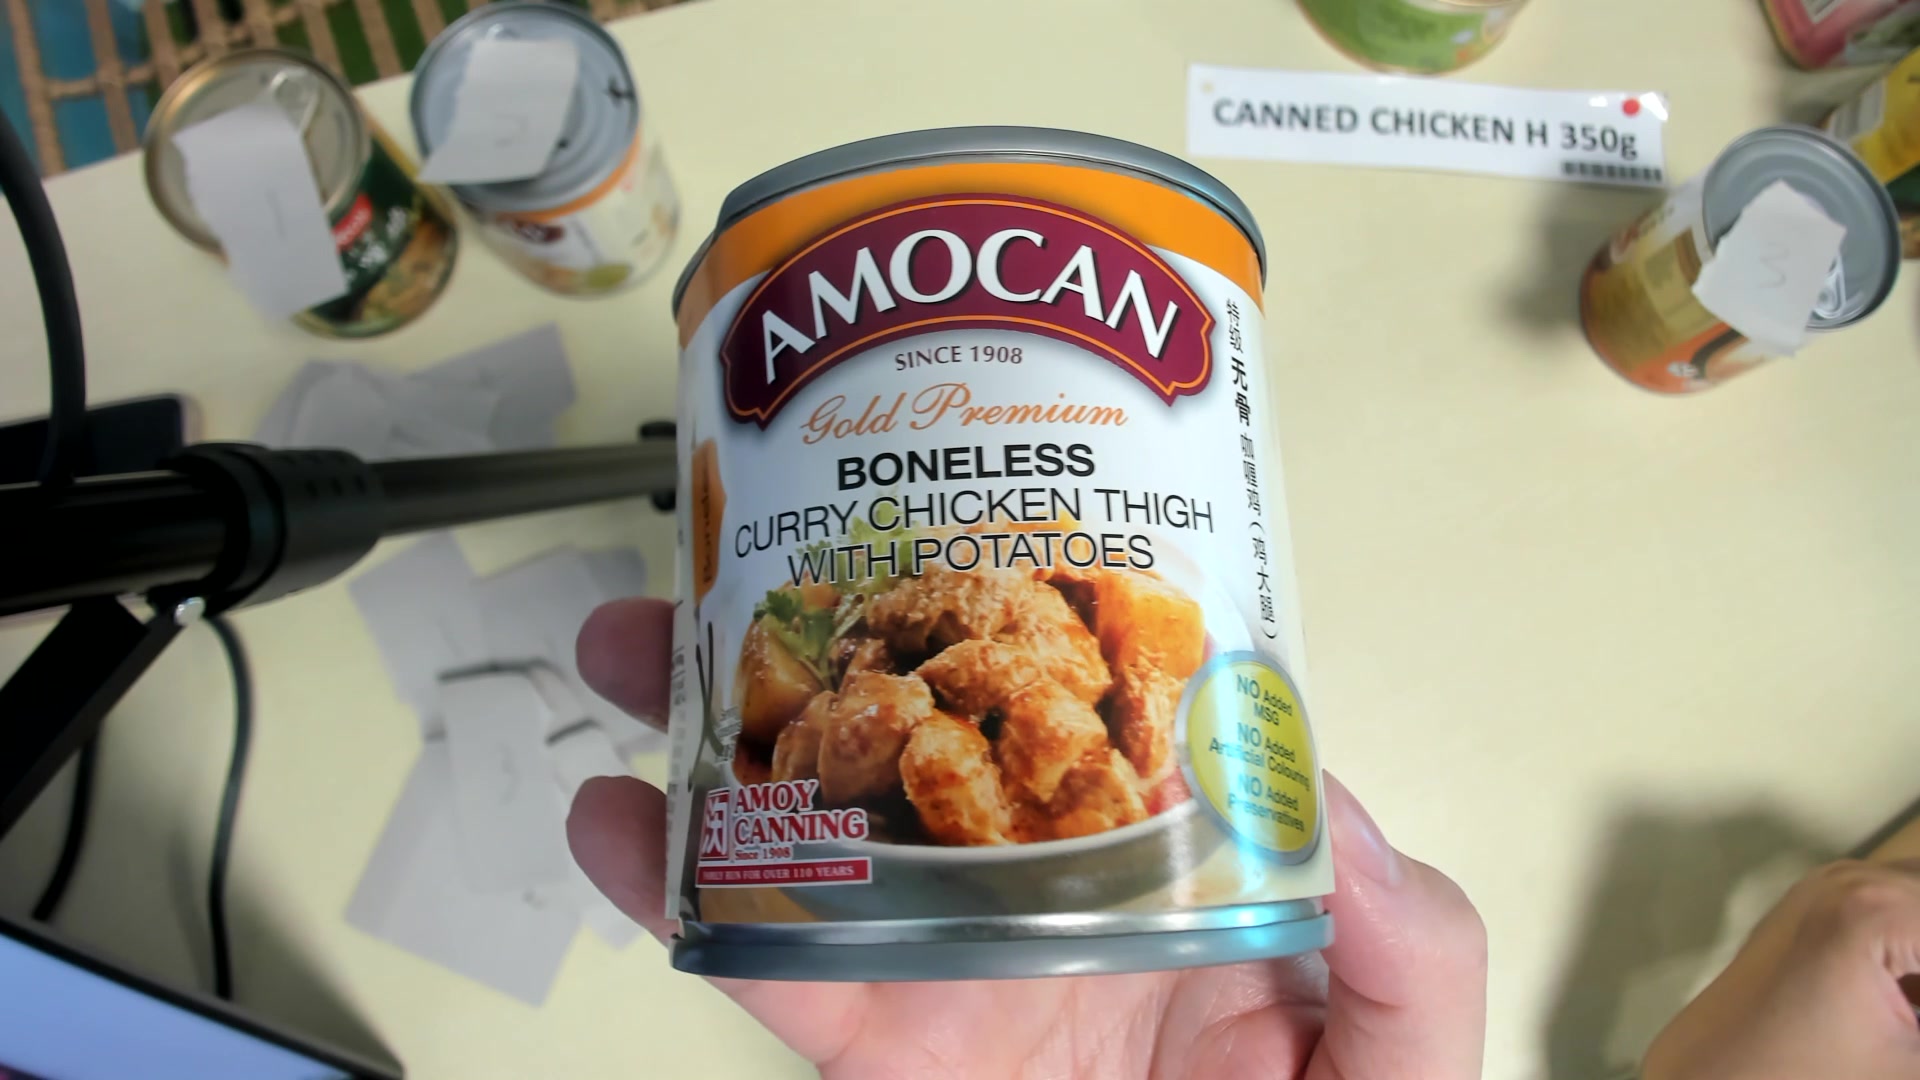 CANNED CHICKEN H 350g
AMOCAN
SINCE 1908
Gold Premium
BONELESS
CURRY CHICKEN THIGH
WITH POTATOES
特级无骨咖喱鸡(鸡大腿)
NO Added
MSG
NO Added
Artificial Colouring
NO Added
Preservatives
AMOY
CANNING
Since 1908
FAMILY RUN FOR OVER 110 YEARS